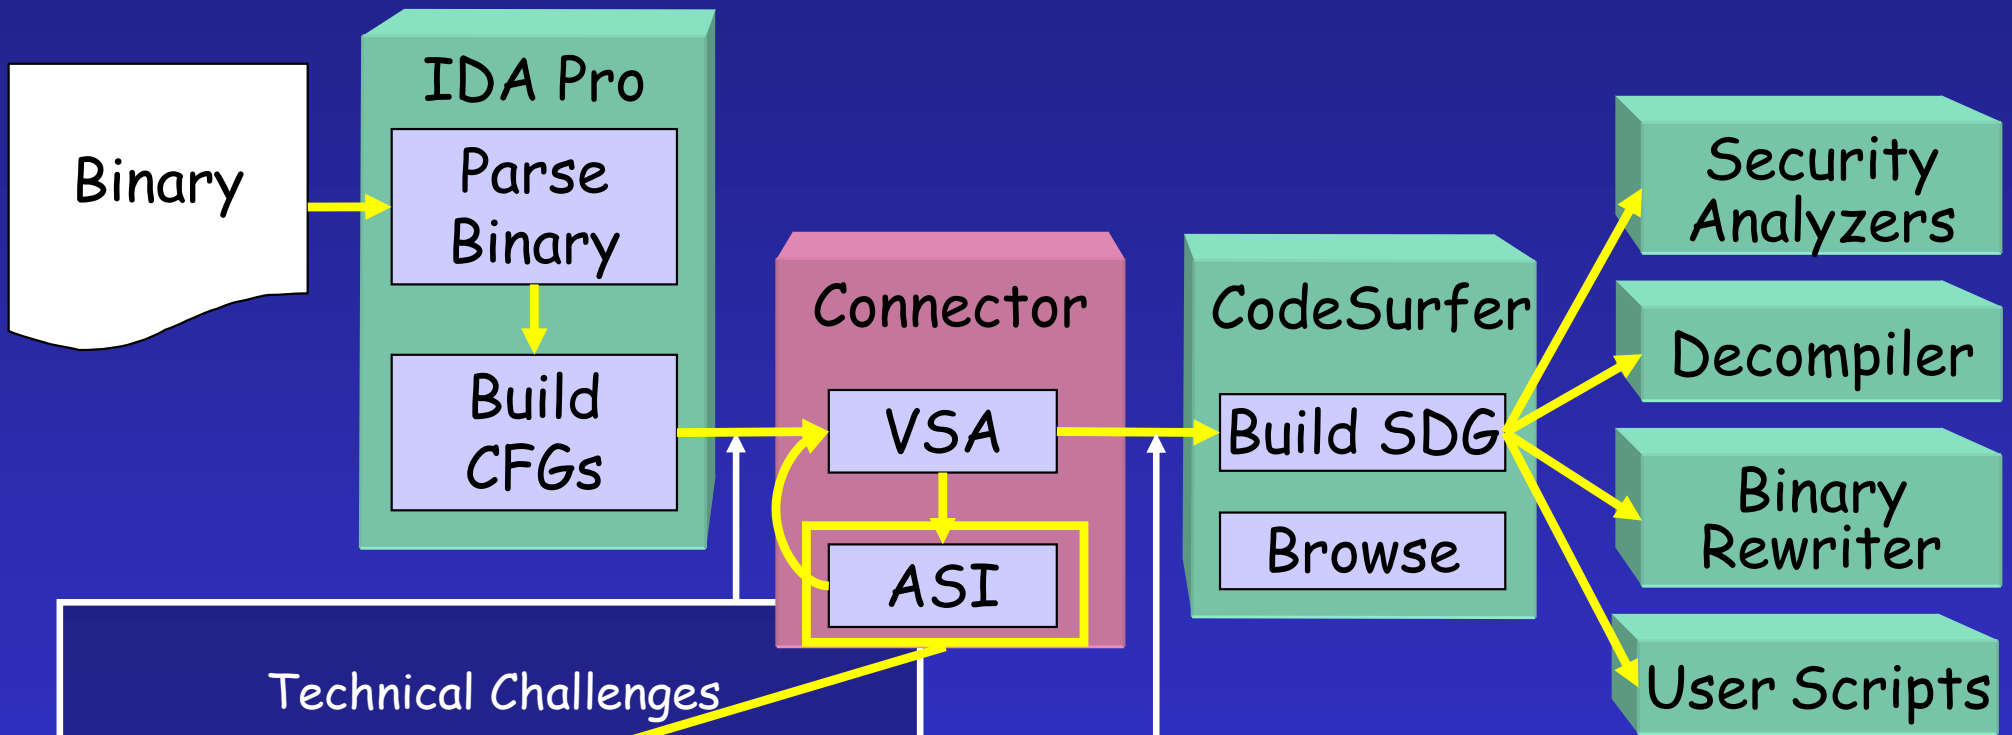 Binary
IDA Pro
Parse
Binary
Build
CFGs
Connector
VSA
ASI
CodeSurfer
Build SDG
Browse
Security
Analyzers
Decompiler
Binary
Rewriter
User Scripts
Technical Challenges